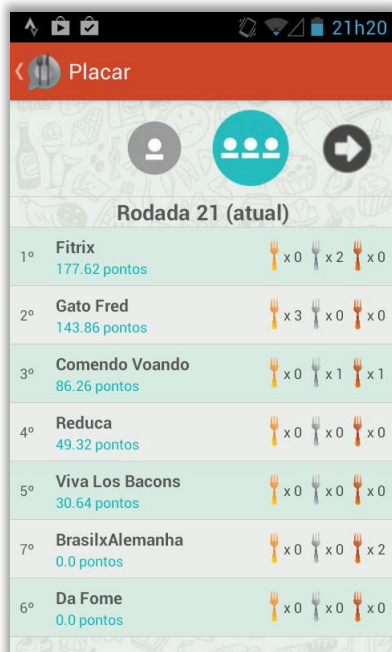 21h20
Placar
Rodada 21 (atual)
1º Fitrix x 0 x 2 x 0
177.62 pontos
2º Gato Fred x 3 x 0 x 0
143.86 pontos
3º Comendo Voando x 0 x 1 x 1
86.26 pontos
4º Reduca x 0 x 0 x 0
49.32 pontos
5º Viva Los Bacons x 0 x 0 x 0
30.64 pontos
7º BrasilxAlemanha x 0 x 0 x 2
0.0 pontos
6º Da Fome x 0 x 0 x 0
0.0 pontos